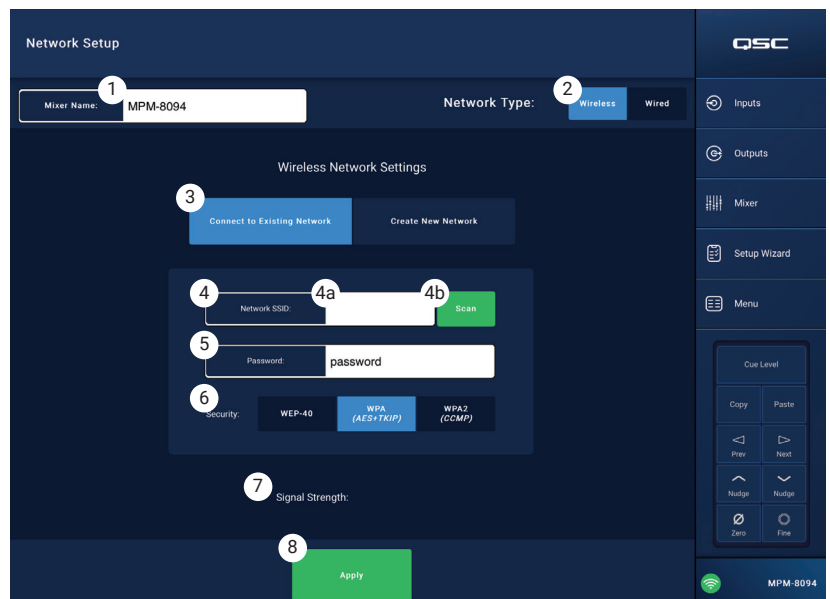 Network Setup
QSC
1
Mixer Name:
MPM-8094
Network Type:
2
Wireless
Wired
Inputs
Outputs
Mixer
Setup Wizard
Menu
Wireless Network Settings
3
Connect to Existing Network
Create New Network
4
Network SSID:
4a
4b
Scan
5
Password:
password
6
Security:
WEP-40
WPA
(AES+TKIP)
WPA2
(CCMP)
7
Signal Strength:
8
Apply
Cue Level
Copy
Paste
Prev
Next
Nudge
Nudge
Zero
Fine
MPM-8094